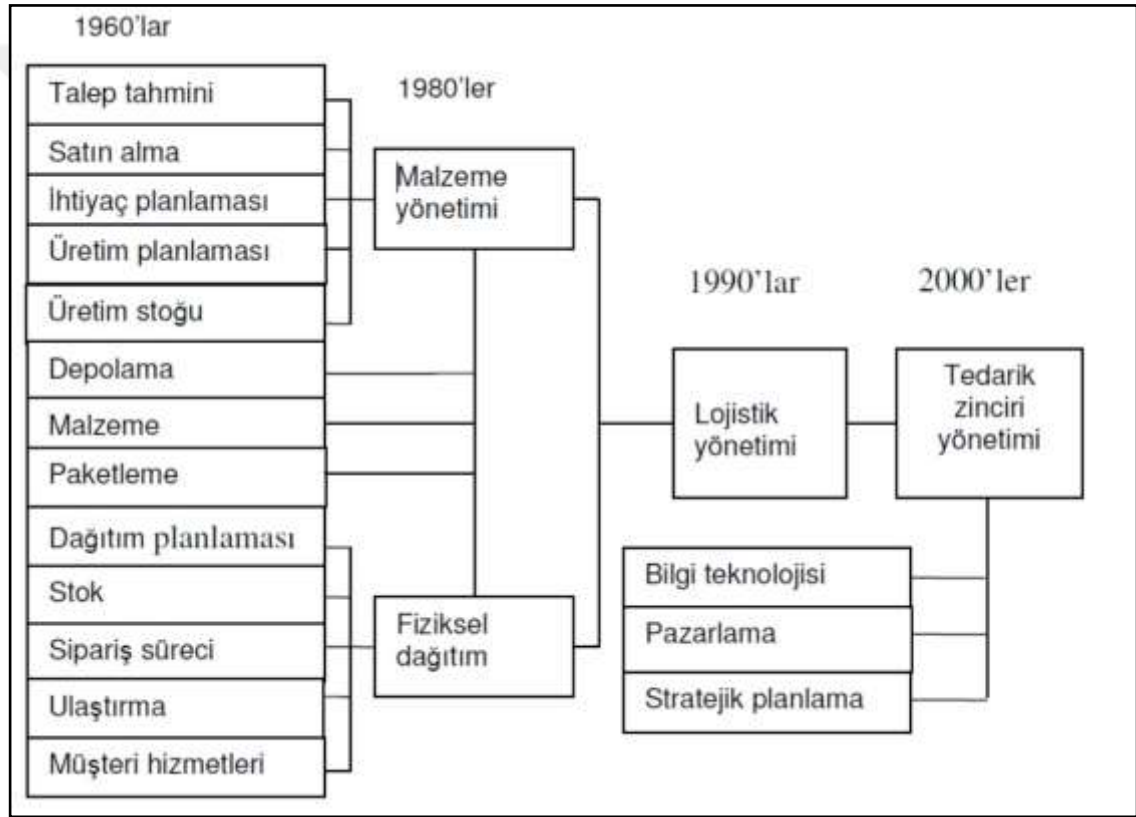 1960’lar
Talep tahmini
Satın alma
İhtiyaç planlaması
Üretim planlaması
Üretim stoğu
Depolama
Malzeme
Paketleme
Dağıtım planlaması
Stok
Sipariş süreci
Ulaştırma
Müşteri hizmetleri
1980’ler
Malzeme
yönetimi
Fiziksel
dağıtım
1990’lar
Lojistik
yönetimi
2000’ler
Tedarik
zinciri
yönetimi
Bilgi teknolojisi
Pazarlama
Stratejik planlama